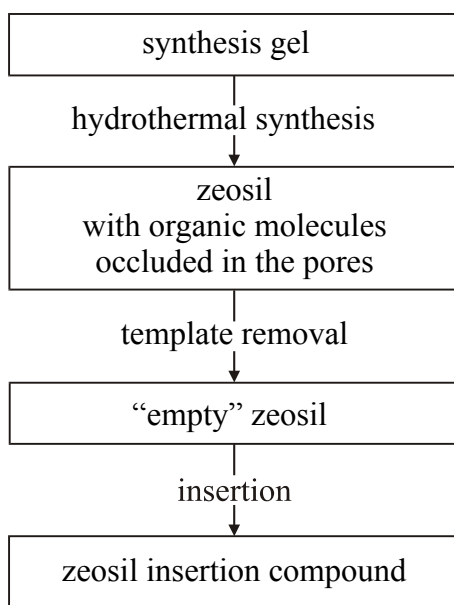 synthesis gel
hydrothermal synthesis
zeosil
with organic molecules
occluded in the pores
template removal
“empty” zeosil
insertion
zeosil insertion compound